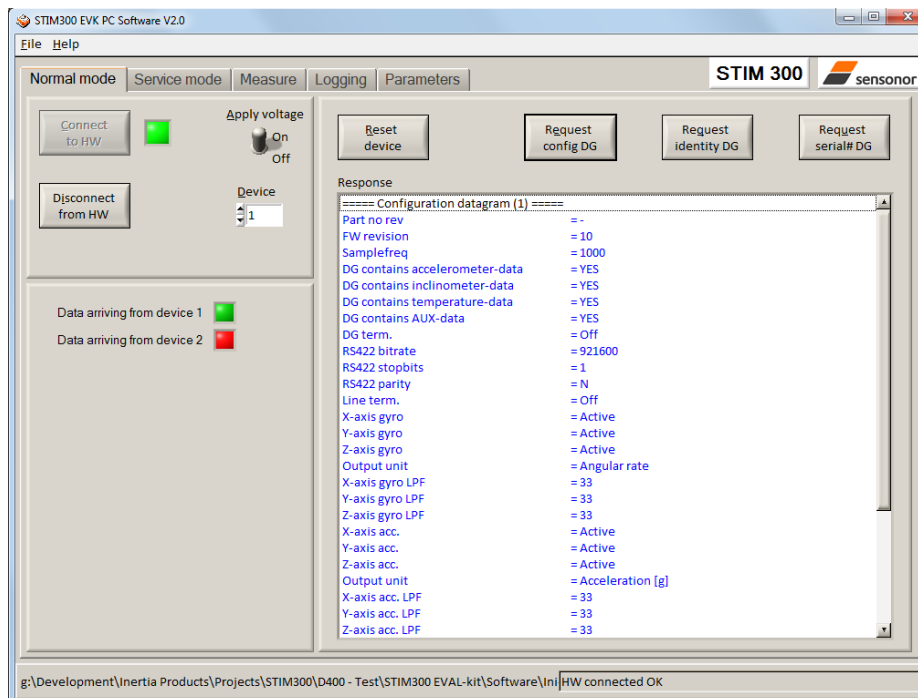 STIM300 EVK PC Software V2.0
File Help
Normal mode Service mode Measure Logging Parameters
STIM 300 sensonor
Connect to HW
Apply voltage
On
Off
Disconnect from HW
Device
1
Data arriving from device 1
Data arriving from device 2
Reset device
Request config DG
Request identity DG
Request serial# DG
Response
===== Configuration datagram (1) =====
Part no rev = -
FW revision = 10
Samplefreq = 1000
DG contains accelerometer-data = YES
DG contains inclinometer-data = YES
DG contains temperature-data = YES
DG contains AUX-data = YES
DG term. = Off
RS422 bitrate = 921600
RS422 stopbits = 1
RS422 parity = N
Line term. = Off
X-axis gyro = Active
Y-axis gyro = Active
Z-axis gyro = Active
Output unit = Angular rate
X-axis gyro LPF = 33
Y-axis gyro LPF = 33
Z-axis gyro LPF = 33
X-axis acc. = Active
Y-axis acc. = Active
Z-axis acc. = Active
Output unit = Acceleration [g]
X-axis acc. LPF = 33
Y-axis acc. LPF = 33
Z-axis acc. LPF = 33
g:\Development\Inertia Products\Projects\STIM300\D400 - Test\STIM300 EVAL-kit\Software\Ini HW connected OK